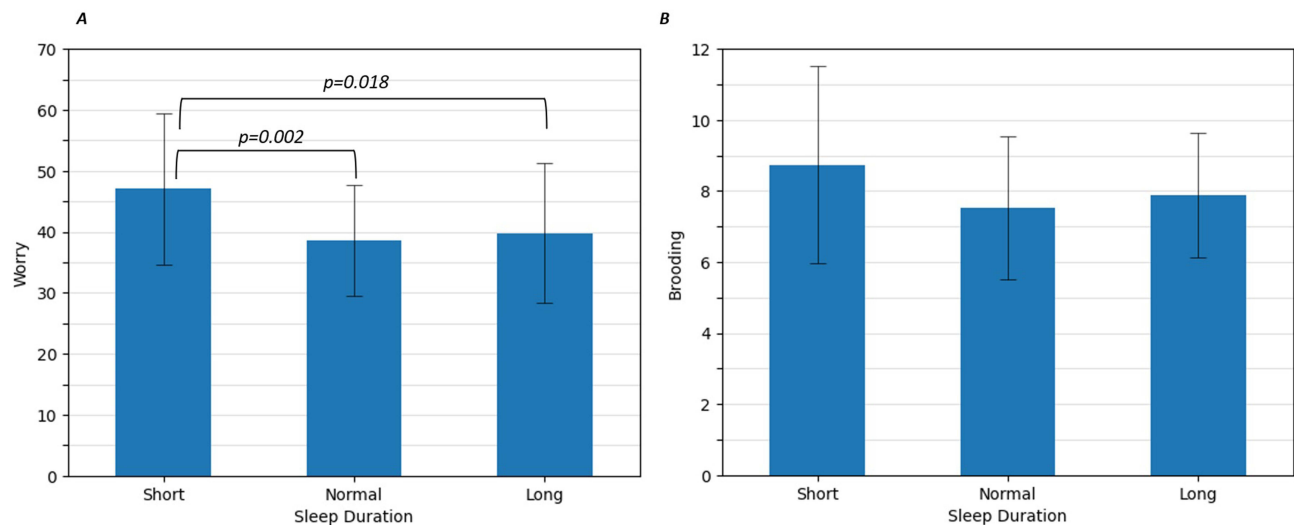 A
B
70
60
50
40
30
20
10
0
Worry
p=0.018
p=0.002
Short
Normal
Long
Sleep Duration
12
10
8
6
4
2
0
Brooding
Short
Normal
Long
Sleep Duration